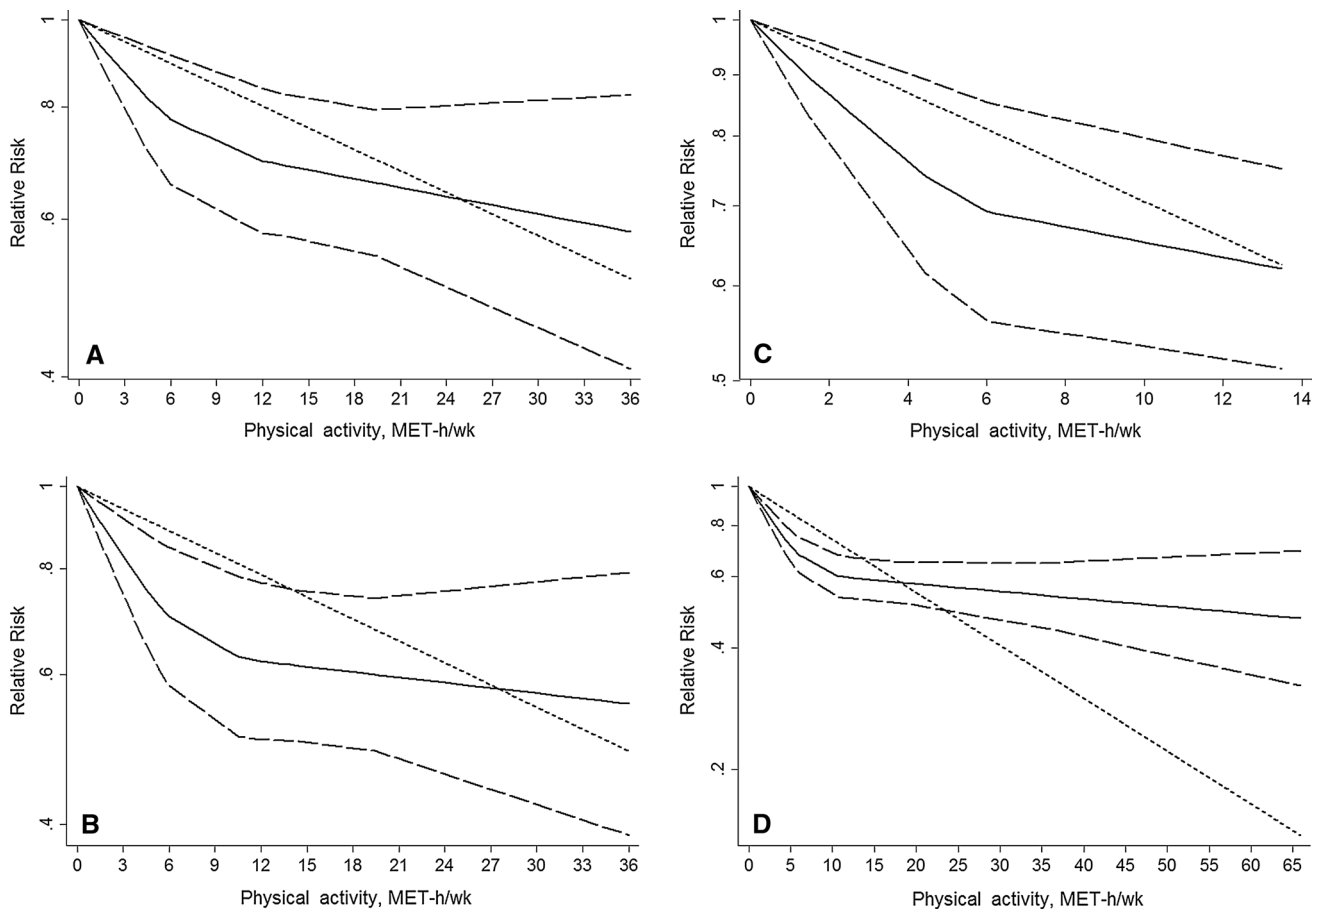 1
.8
.6
.4
Relative Risk
A
0 3 6 9 12 15 18 21 24 27 30 33 36
Physical activity, MET-h/wk
1
.9
.8
.7
.6
.5
Relative Risk
C
0 2 4 6 8 10 12 14
Physical activity, MET-h/wk
1
.8
.6
.4
Relative Risk
B
0 3 6 9 12 15 18 21 24 27 30 33 36
Physical activity, MET-h/wk
1
.8
.6
.4
.2
Relative Risk
D
0 5 10 15 20 25 30 35 40 45 50 55 60 65
Physical activity, MET-h/wk